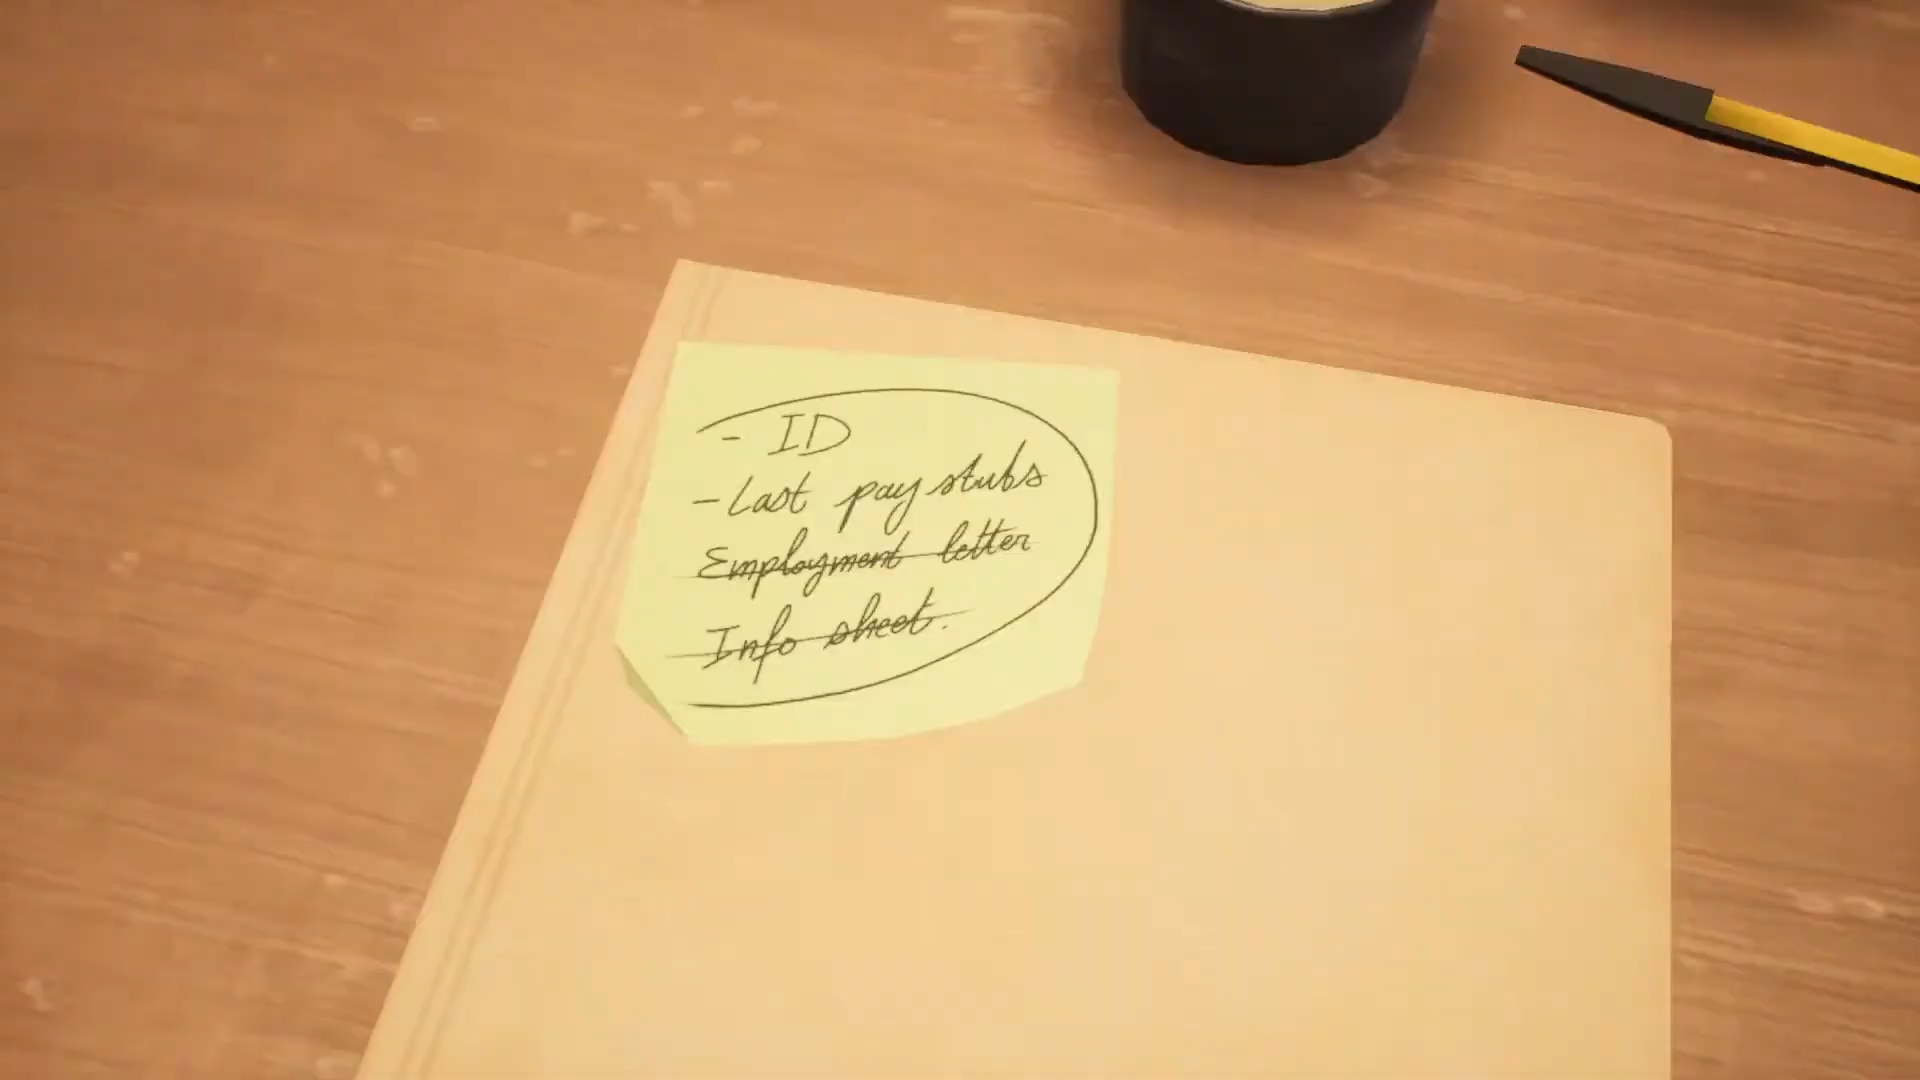 - ID
- Last pay stubs
Employment letter
Info sheet.